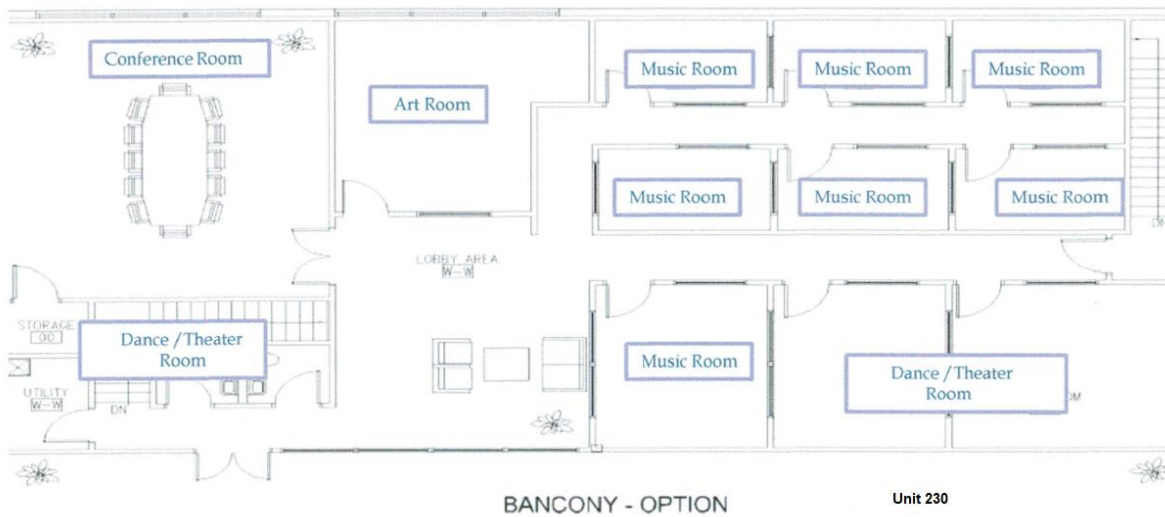 Conference Room
Art Room
Music Room
Music Room
Music Room
Music Room
Music Room
Music Room
DN
LOBBY AREA
W-W
STORAGE
Dance / Theater
Room
UTILITY
W-W
DN
Music Room
Dance / Theater
Room
BANCONY - OPTION
Unit 230